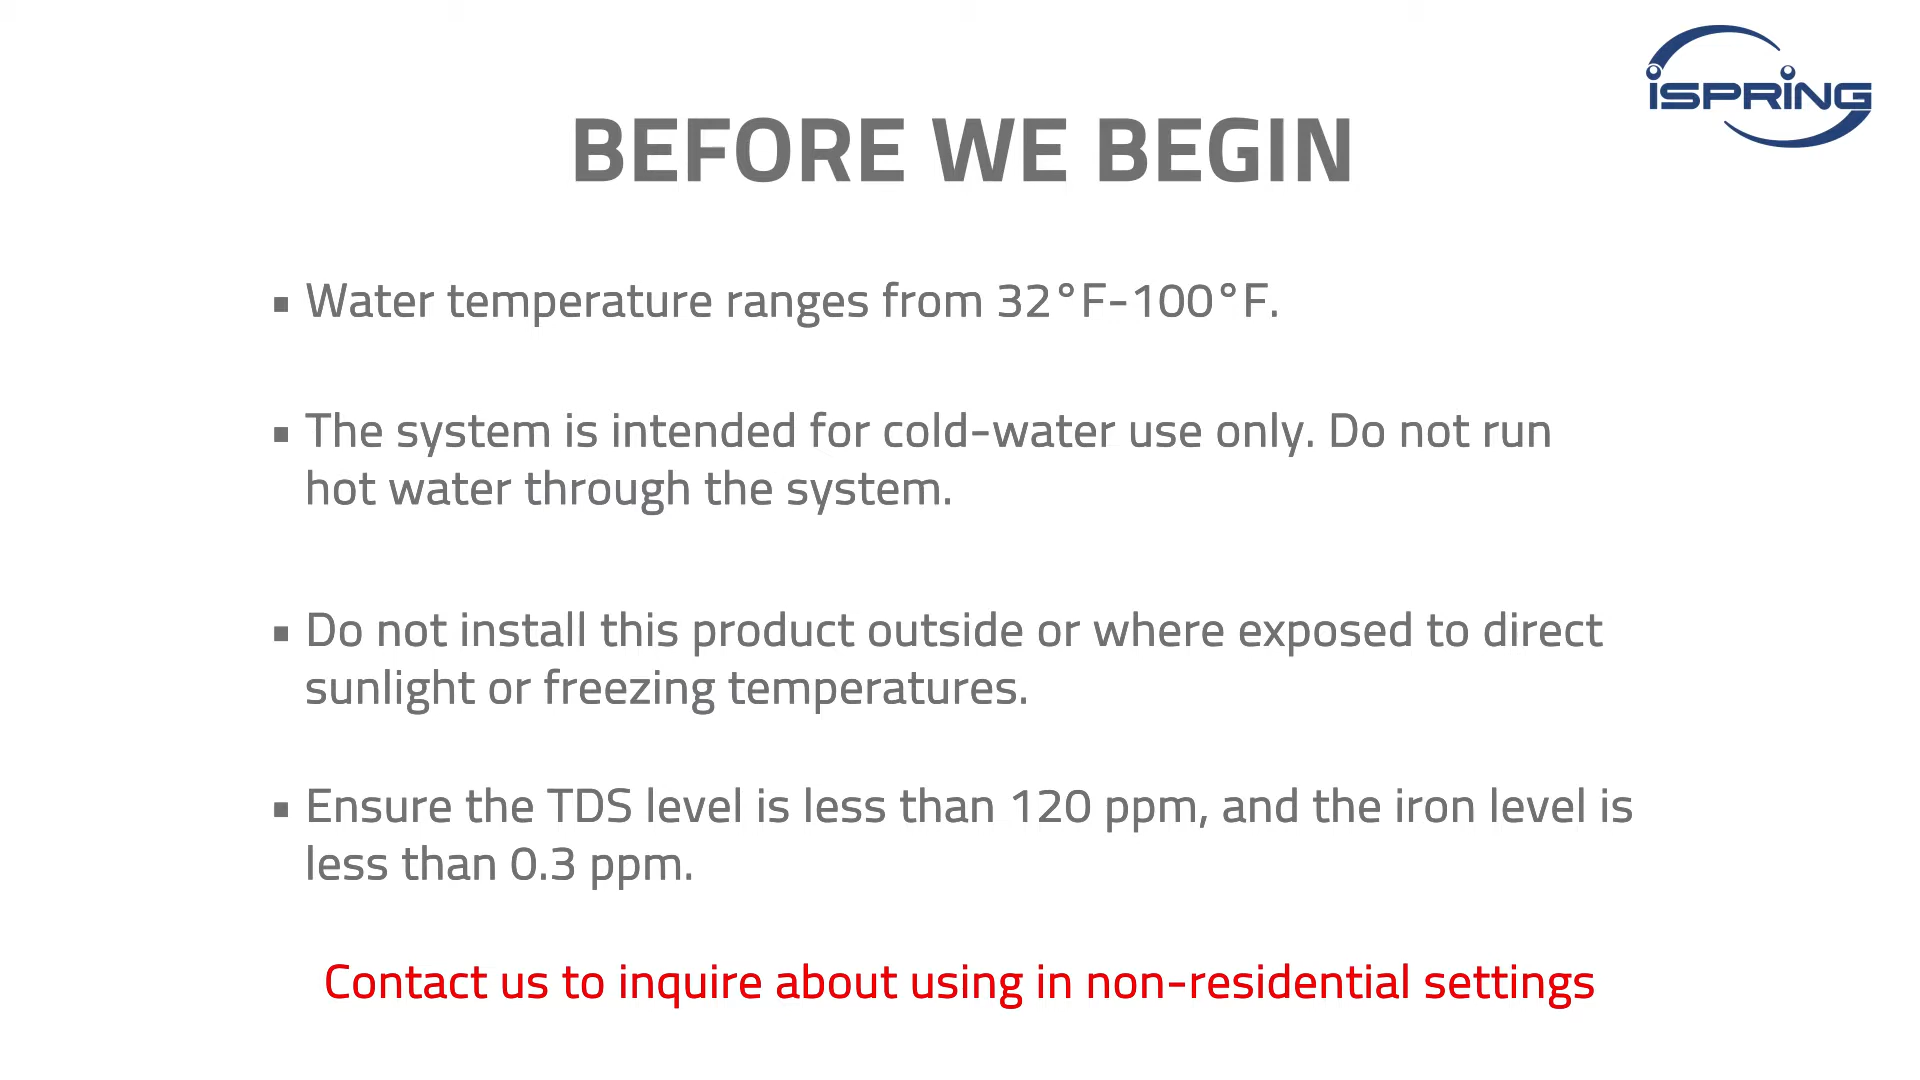 iSPRING
BEFORE WE BEGIN
▪ Water temperature ranges from 32°F-100°F.
▪ The system is intended for cold-water use only. Do not run
hot water through the system.
▪ Do not install this product outside or where exposed to direct
sunlight or freezing temperatures.
▪ Ensure the TDS level is less than 120 ppm, and the iron level is
less than 0.3 ppm.
Contact us to inquire about using in non-residential settings